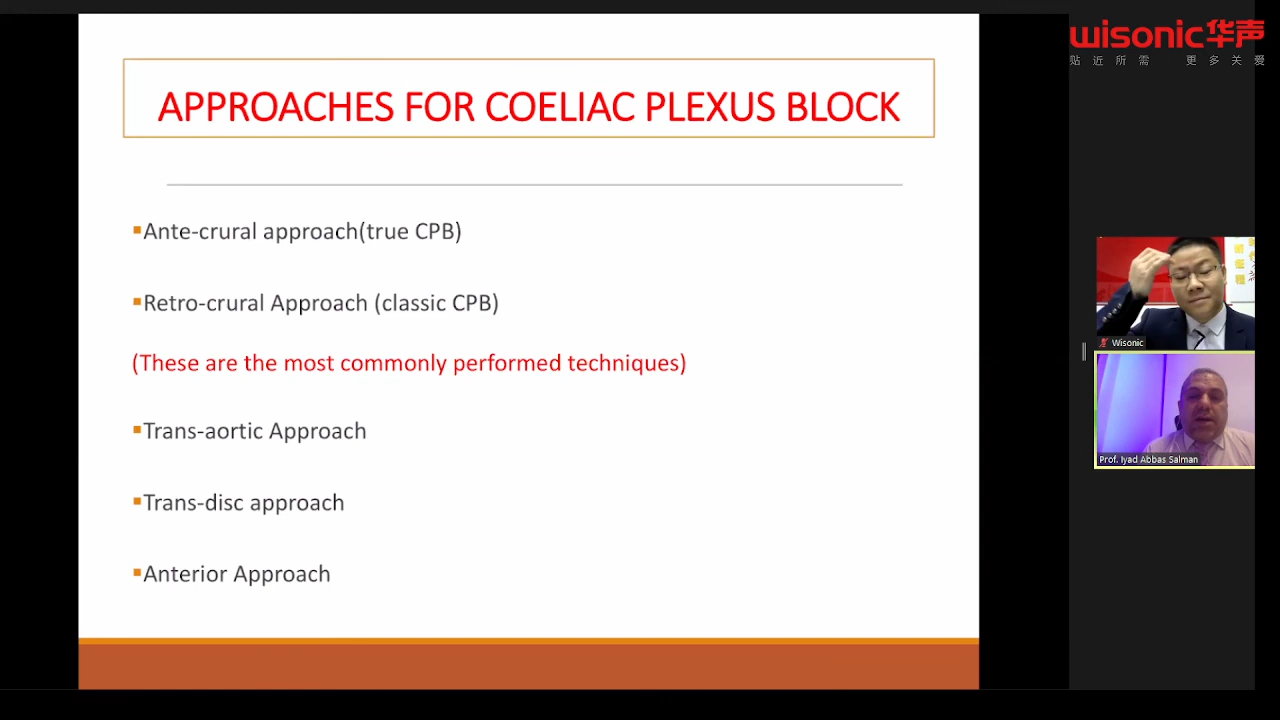 APPROACHES FOR COELIAC PLEXUS BLOCK
▪Ante-crural approach(true CPB)
▪Retro-crural Approach (classic CPB)
(These are the most commonly performed techniques)
▪Trans-aortic Approach
▪Trans-disc approach
▪Anterior Approach
wisonic华声
贴近所需 更多关爱
Wisonic
Prof. Iyad Abbas Salman